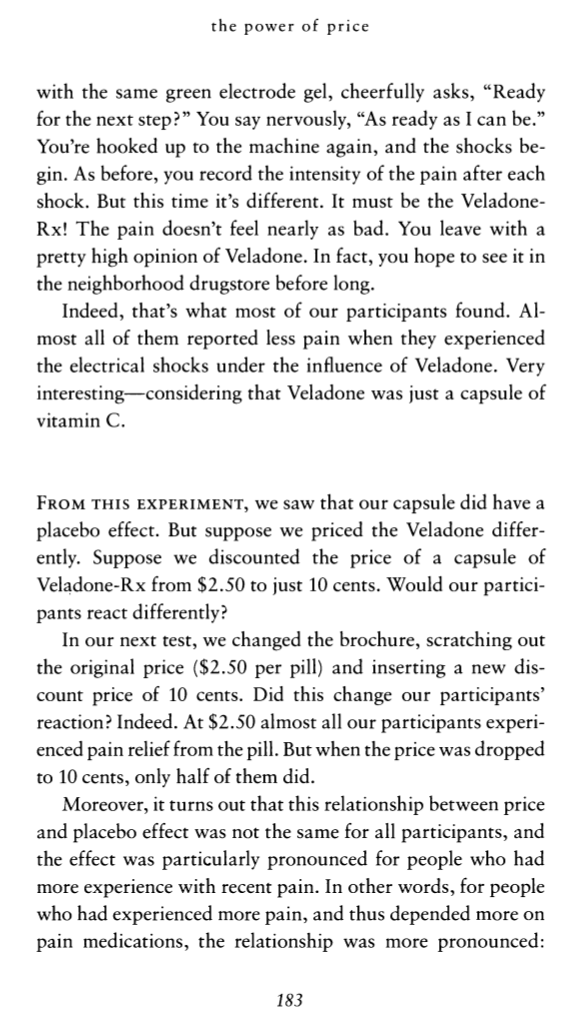 the power of price
with the same green electrode gel, cheerfully asks, “Ready
for the next step?” You say nervously, “As ready as I can be.”
You’re hooked up to the machine again, and the shocks be-
gin. As before, you record the intensity of the pain after each
shock. But this time it’s different. It must be the Veladone-
Rx! The pain doesn’t feel nearly as bad. You leave with a
pretty high opinion of Veladone. In fact, you hope to see it in
the neighborhood drugstore before long.
Indeed, that’s what most of our participants found. Al-
most all of them reported less pain when they experienced
the electrical shocks under the influence of Veladone. Very
interesting—considering that Veladone was just a capsule of
vitamin C.
FROM THIS EXPERIMENT, we saw that our capsule did have a
placebo effect. But suppose we priced the Veladone differ-
ently. Suppose we discounted the price of a capsule of
Veladone-Rx from $2.50 to just 10 cents. Would our partici-
pants react differently?
In our next test, we changed the brochure, scratching out
the original price ($2.50 per pill) and inserting a new dis-
count price of 10 cents. Did this change our participants’
reaction? Indeed. At $2.50 almost all our participants experi-
enced pain relief from the pill. But when the price was dropped
to 10 cents, only half of them did.
Moreover, it turns out that this relationship between price
and placebo effect was not the same for all participants, and
the effect was particularly pronounced for people who had
more experience with recent pain. In other words, for people
who had experienced more pain, and thus depended more on
pain medications, the relationship was more pronounced:
183